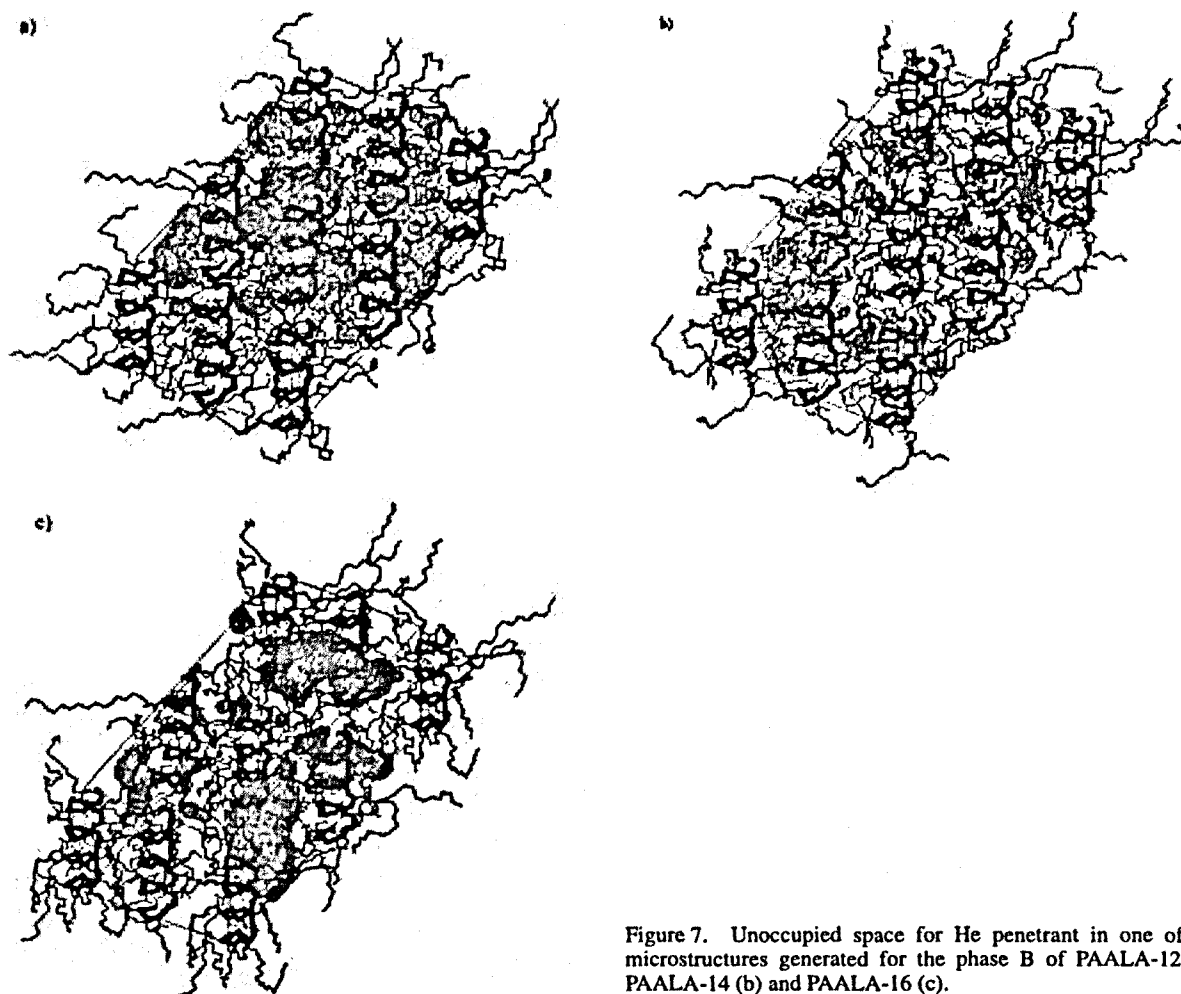 a)
b)
c)
Figure 7. Unoccupied space for He penetrant in one of
microstructures generated for the phase B of PAALA-12
PAALA-14 (b) and PAALA-16 (c).